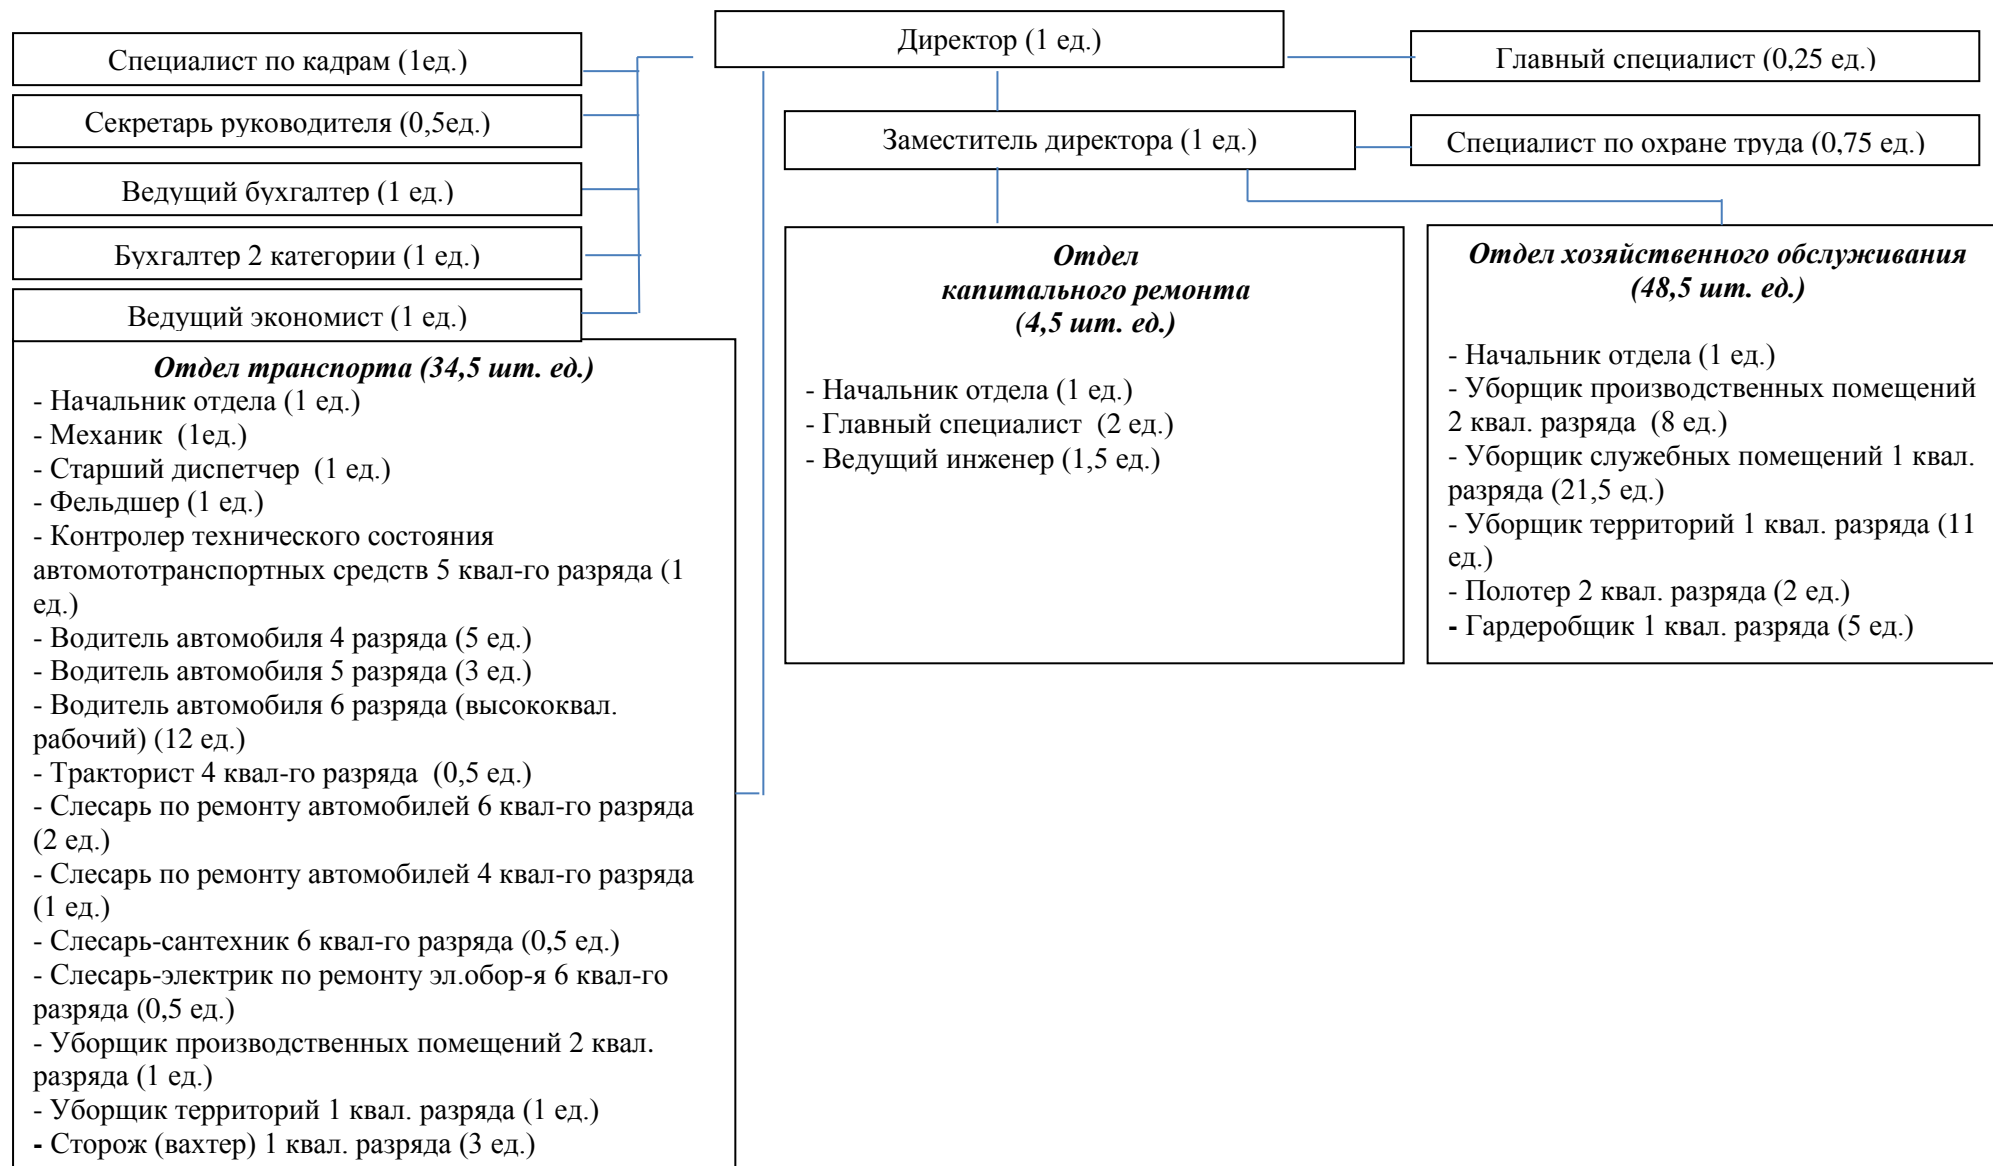 Директор (1 ед.)
Специалист по кадрам (1ед.)
Главный специалист (0,25 ед.)
Секретарь руководителя (0,5ед.)
Заместитель директора (1 ед.)
Специалист по охране труда (0,75 ед.)
Ведущий бухгалтер (1 ед.)
Бухгалтер 2 категории (1 ед.)
Ведущий экономист (1 ед.)
Отдел транспорта (34,5 шт. ед.)
- Начальник отдела (1 ед.)
- Механик (1ед.)
- Старший диспетчер (1 ед.)
- Фельдшер (1 ед.)
- Контролер технического состояния
автомототранспортных средств 5 квал-го разряда (1
ед.)
- Водитель автомобиля 4 разряда (5 ед.)
- Водитель автомобиля 5 разряда (3 ед.)
- Водитель автомобиля 6 разряда (высококвал.
рабочий) (12 ед.)
- Тракторист 4 квал-го разряда (0,5 ед.)
- Слесарь по ремонту автомобилей 6 квал-го разряда
(2 ед.)
- Слесарь по ремонту автомобилей 4 квал-го разряда
(1 ед.)
- Слесарь-сантехник 6 квал-го разряда (0,5 ед.)
- Слесарь-электрик по ремонту эл.обор-я 6 квал-го
разряда (0,5 ед.)
- Уборщик производственных помещений 2 квал.
разряда (1 ед.)
- Уборщик территорий 1 квал. разряда (1 ед.)
- Сторож (вахтер) 1 квал. разряда (3 ед.)
Отдел
капитального ремонта
(4,5 шт. ед.)
- Начальник отдела (1 ед.)
- Главный специалист (2 ед.)
- Ведущий инженер (1,5 ед.)
Отдел хозяйственного обслуживания
(48,5 шт. ед.)
- Начальник отдела (1 ед.)
- Уборщик производственных помещений
2 квал. разряда (8 ед.)
- Уборщик служебных помещений 1 квал.
разряда (21,5 ед.)
- Уборщик территорий 1 квал. разряда (11
ед.)
- Полотер 2 квал. разряда (2 ед.)
- Гардеробщик 1 квал. разряда (5 ед.)